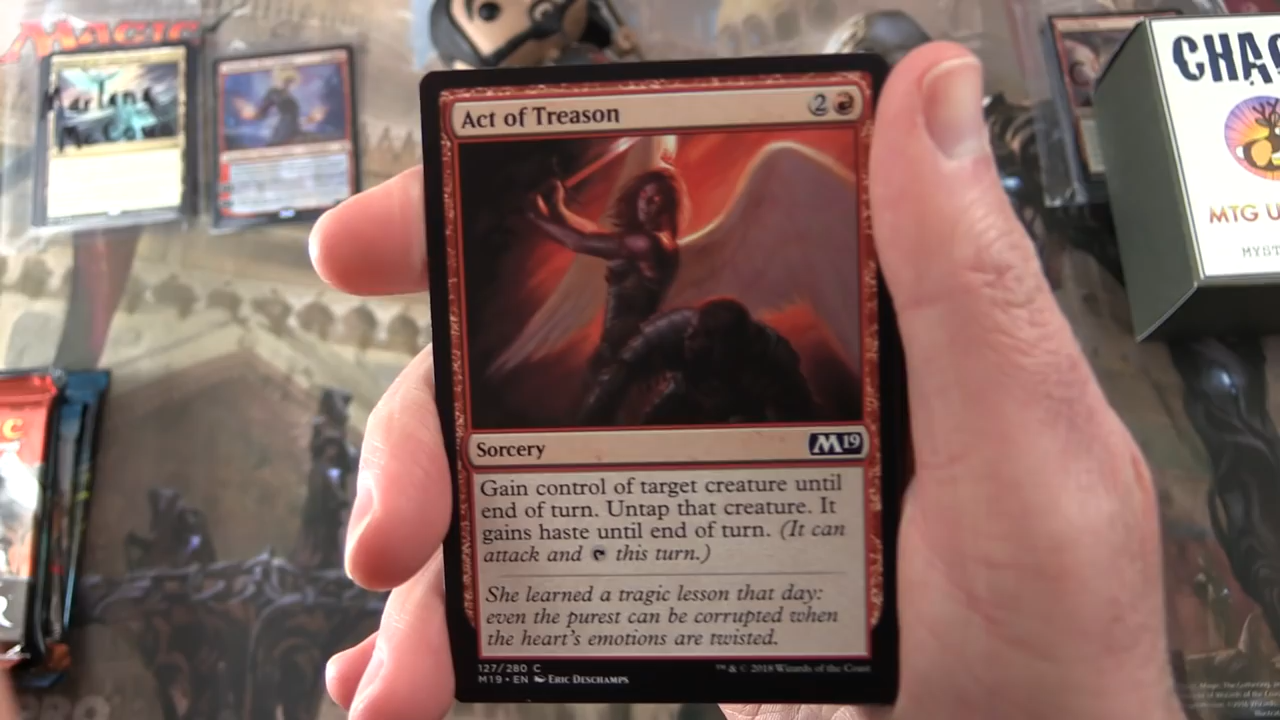 MAGIC
Act of Treason
2
Sorcery
M19
Gain control of target creature until
end of turn. Untap that creature. It
gains haste until end of turn. (It can
attack and this turn.)
She learned a tragic lesson that day:
even the purest can be corrupted when
the heart's emotions are twisted.
127/280 C
M19 • EN Eric Deschamps
™ & © 2018 Wizards of the Coast
CHAO
MTG U
MYST